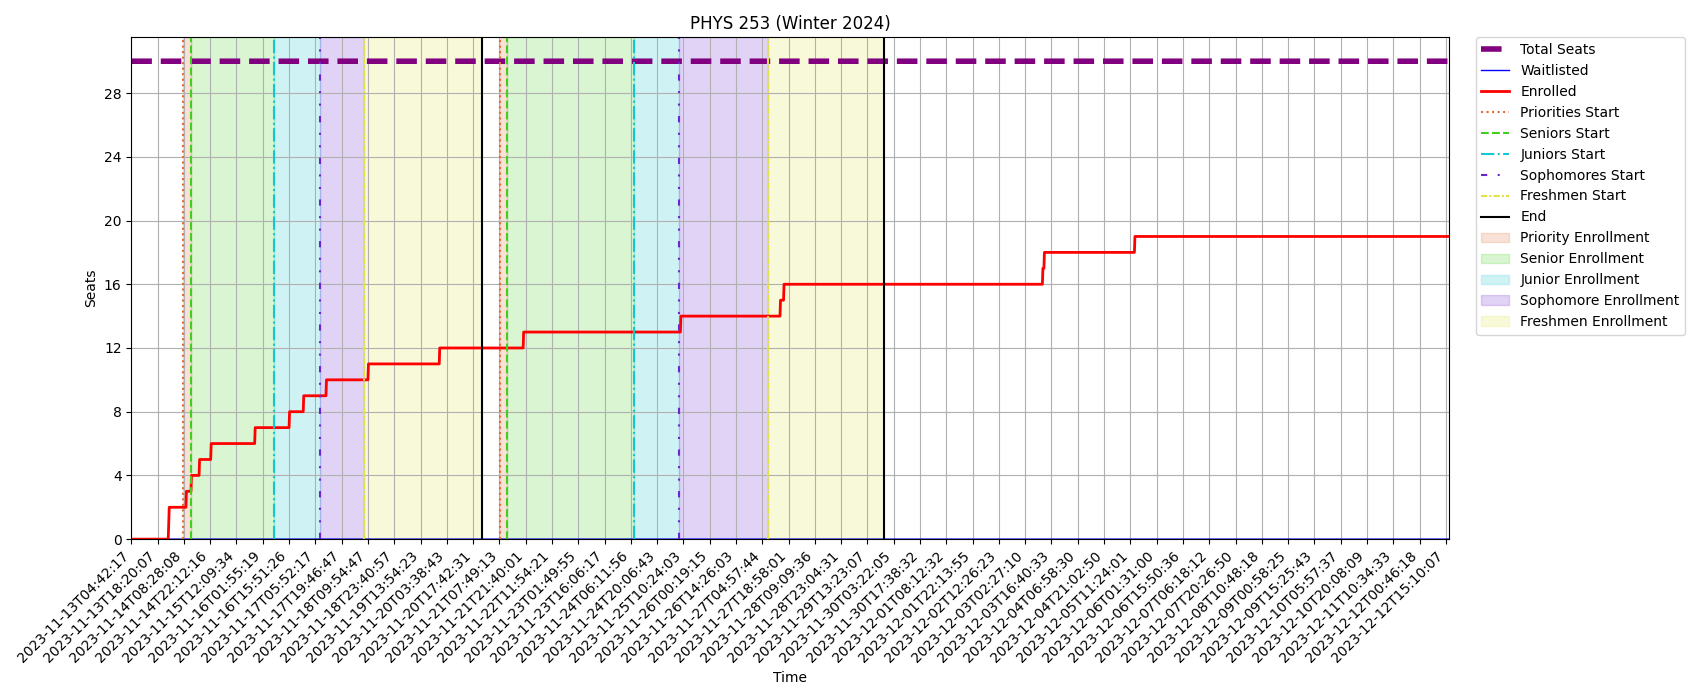 PHYS 253 (Winter 2024)
Seats
28
24
20
16
12
8
4
0
2023-11-13T04:42:17
2023-11-13T18:20:07
2023-11-14T08:28:08
2023-11-14T22:12:16
2023-11-15T12:09:34
2023-11-16T01:55:19
2023-11-16T15:51:26
2023-11-17T05:52:17
2023-11-17T19:46:47
2023-11-18T09:54:47
2023-11-18T23:40:57
2023-11-19T13:54:23
2023-11-20T03:38:43
2023-11-20T17:42:31
2023-11-21T07:49:13
2023-11-21T21:40:01
2023-11-22T11:54:21
2023-11-23T01:49:55
2023-11-23T16:06:17
2023-11-24T06:11:56
2023-11-24T20:06:43
2023-11-25T10:24:03
2023-11-26T00:19:15
2023-11-26T14:26:03
2023-11-27T04:57:44
2023-11-27T18:58:01
2023-11-28T09:09:36
2023-11-28T23:04:31
2023-11-29T13:23:07
2023-11-30T03:22:05
2023-11-30T17:38:32
2023-12-01T08:12:32
2023-12-01T22:13:55
2023-12-02T12:26:23
2023-12-03T02:27:10
2023-12-03T16:40:33
2023-12-04T06:58:30
2023-12-04T21:02:50
2023-12-05T11:24:01
2023-12-06T01:31:00
2023-12-06T15:50:36
2023-12-07T06:18:12
2023-12-07T20:26:50
2023-12-08T10:48:18
2023-12-09T00:58:25
2023-12-09T15:25:43
2023-12-10T05:57:37
2023-12-10T20:08:09
2023-12-11T10:34:33
2023-12-12T00:46:18
2023-12-12T15:10:07
Time
Total Seats
Waitlisted
Enrolled
Priorities Start
Seniors Start
Juniors Start
Sophomores Start
Freshmen Start
End
Priority Enrollment
Senior Enrollment
Junior Enrollment
Sophomore Enrollment
Freshmen Enrollment